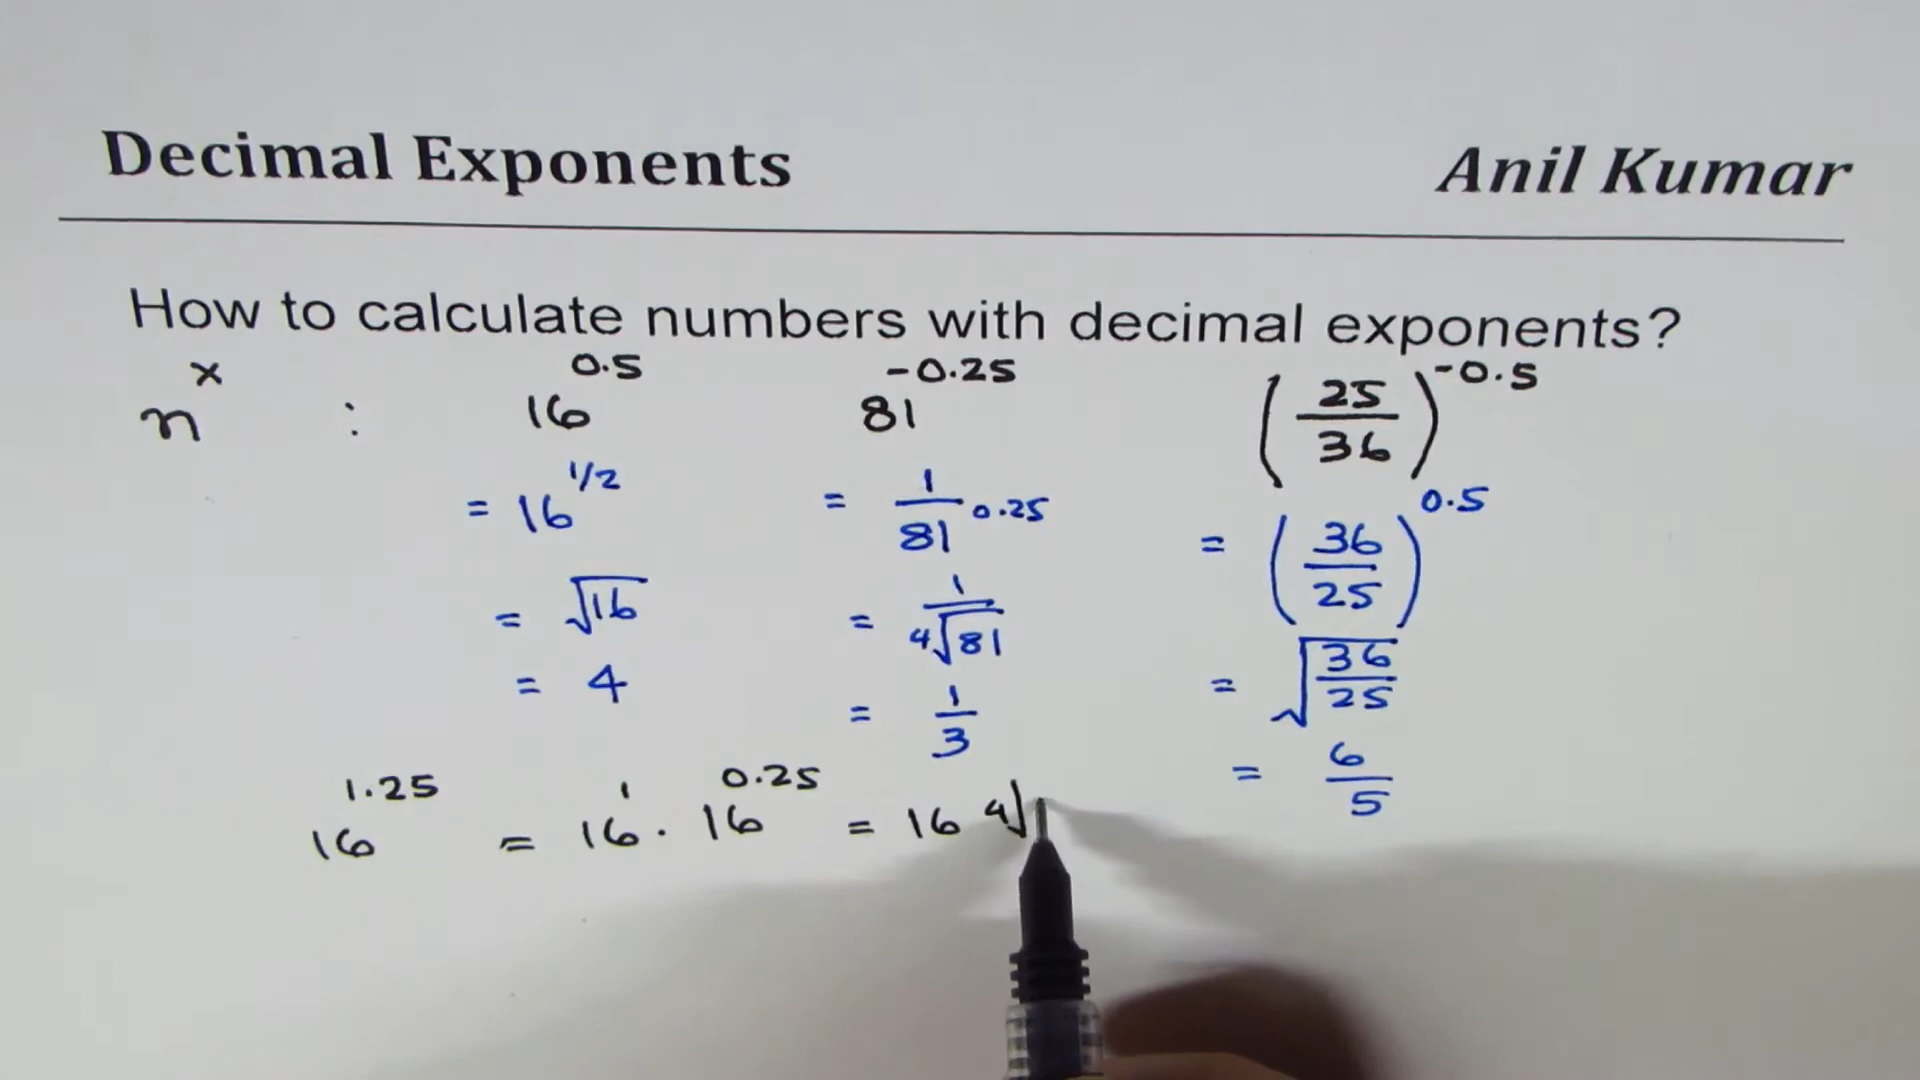 Decimal Exponents Anil Kumar
How to calculate numbers with decimal exponents?
n^x : 16^0.5 81^-0.25 (25/36)^-0.5
= 16^1/2 = 1/81^0.25 = (36/25)^0.5
= √16 = 1/⁴√81 = √36/25
= 4 = 1/3 = 6/5
16^1.25 = 16^1 · 16^0.25 = 16 ⁴√